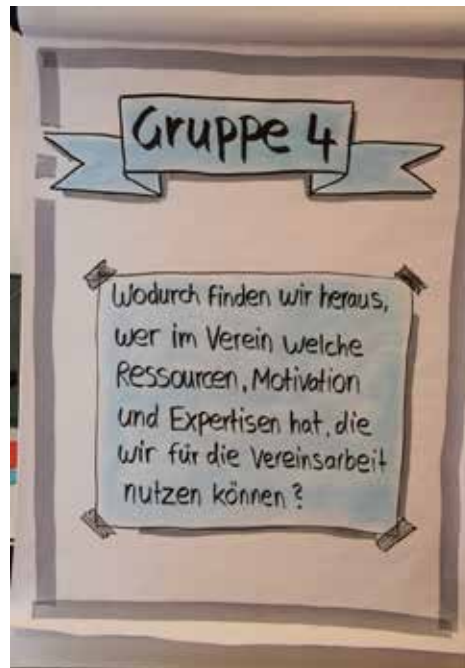 Gruppe 4
Wodurch finden wir heraus,
wer im Verein welche
Ressourcen, Motivation
und Expertisen hat, die
wir für die Vereinsarbeit
nutzen können?